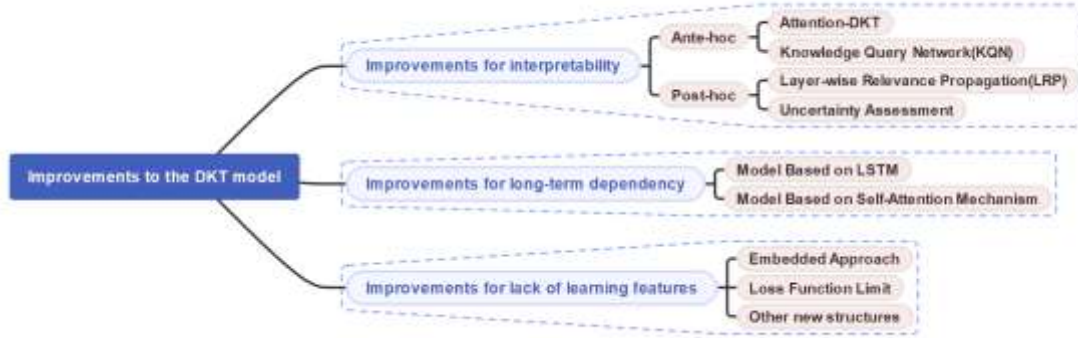 Improvements to the DKT model
Improvements for interpretability
Ante-hoc
Attention-DKT
Knowledge Query Network(KQN)
Post-hoc
Layer-wise Relevance Propagation(LRP)
Uncertainty Assessment
Improvements for long-term dependency
Model Based on LSTM
Model Based on Self-Attention Mechanism
Improvements for lack of learning features
Embedded Approach
Loss Function Limit
Other new structures